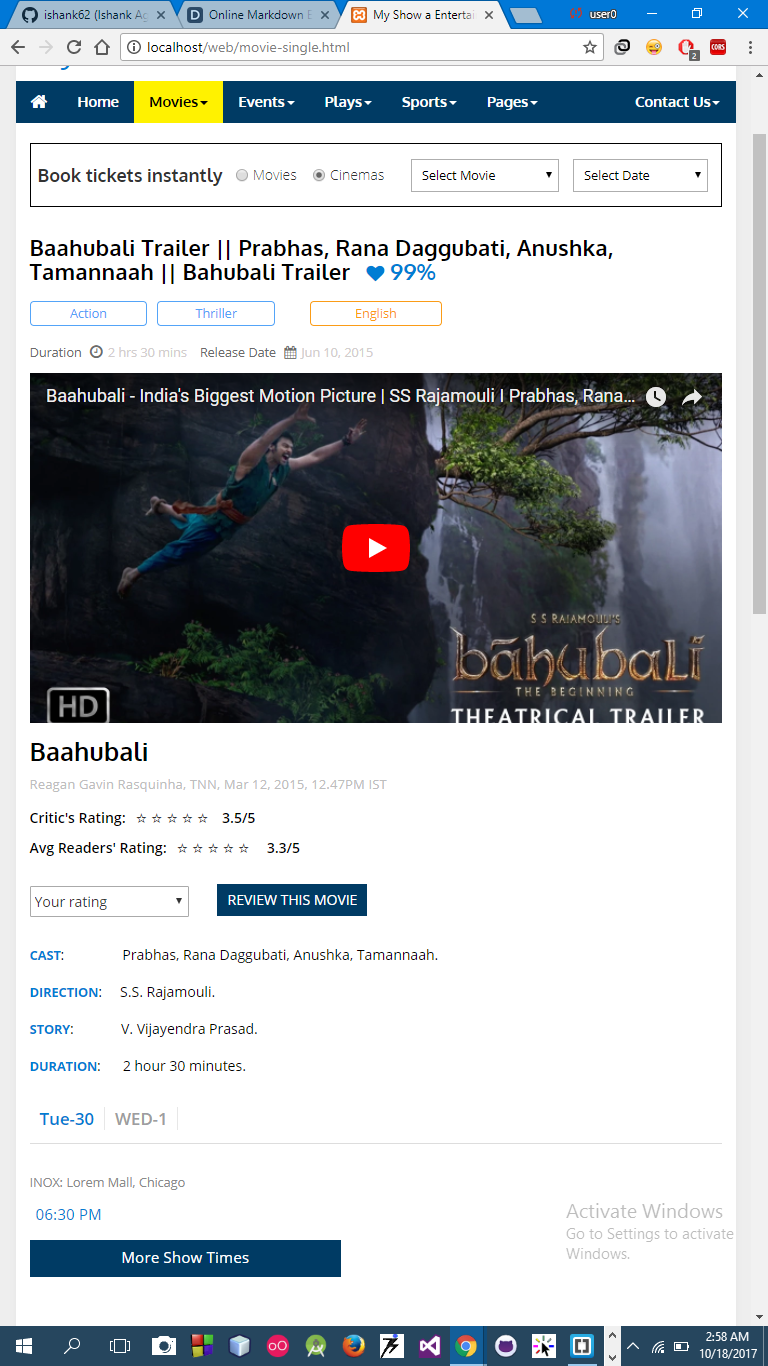 ishank62 (Ishank Ag
Online Markdown E
My Show a Entertai
user0
localhost/web/movie-single.html
2
CORS
Home
Movies
Events
Plays
Sports
Pages
Contact Us
Book tickets instantly
Movies
Cinemas
Select Movie
Select Date
Baahubali Trailer || Prabhas, Rana Daggubati, Anushka,
Tamannaah || Bahubali Trailer 99%
Action
Thriller
English
Duration 2 hrs 30 mins Release Date Jun 10, 2015
Baahubali - India's Biggest Motion Picture | SS Rajamouli I Prabhas, Rana...
S S RAJAMOULI'S
bāhubali
THE BEGINNING
HD
THEATRICAL TRAILER
Baahubali
Reagan Gavin Rasquinha, TNN, Mar 12, 2015, 12.47PM IST
Critic's Rating: ☆ ☆ ☆ ☆ ☆ 3.5/5
Avg Readers' Rating: ☆ ☆ ☆ ☆ ☆ 3.3/5
Your rating
REVIEW THIS MOVIE
CAST: Prabhas, Rana Daggubati, Anushka, Tamannaah.
DIRECTION: S.S. Rajamouli.
STORY: V. Vijayendra Prasad.
DURATION: 2 hour 30 minutes.
Tue-30
WED-1
INOX: Lorem Mall, Chicago
06:30 PM
More Show Times
Activate Windows
Go to Settings to activate
Windows.
2:58 AM
10/18/2017